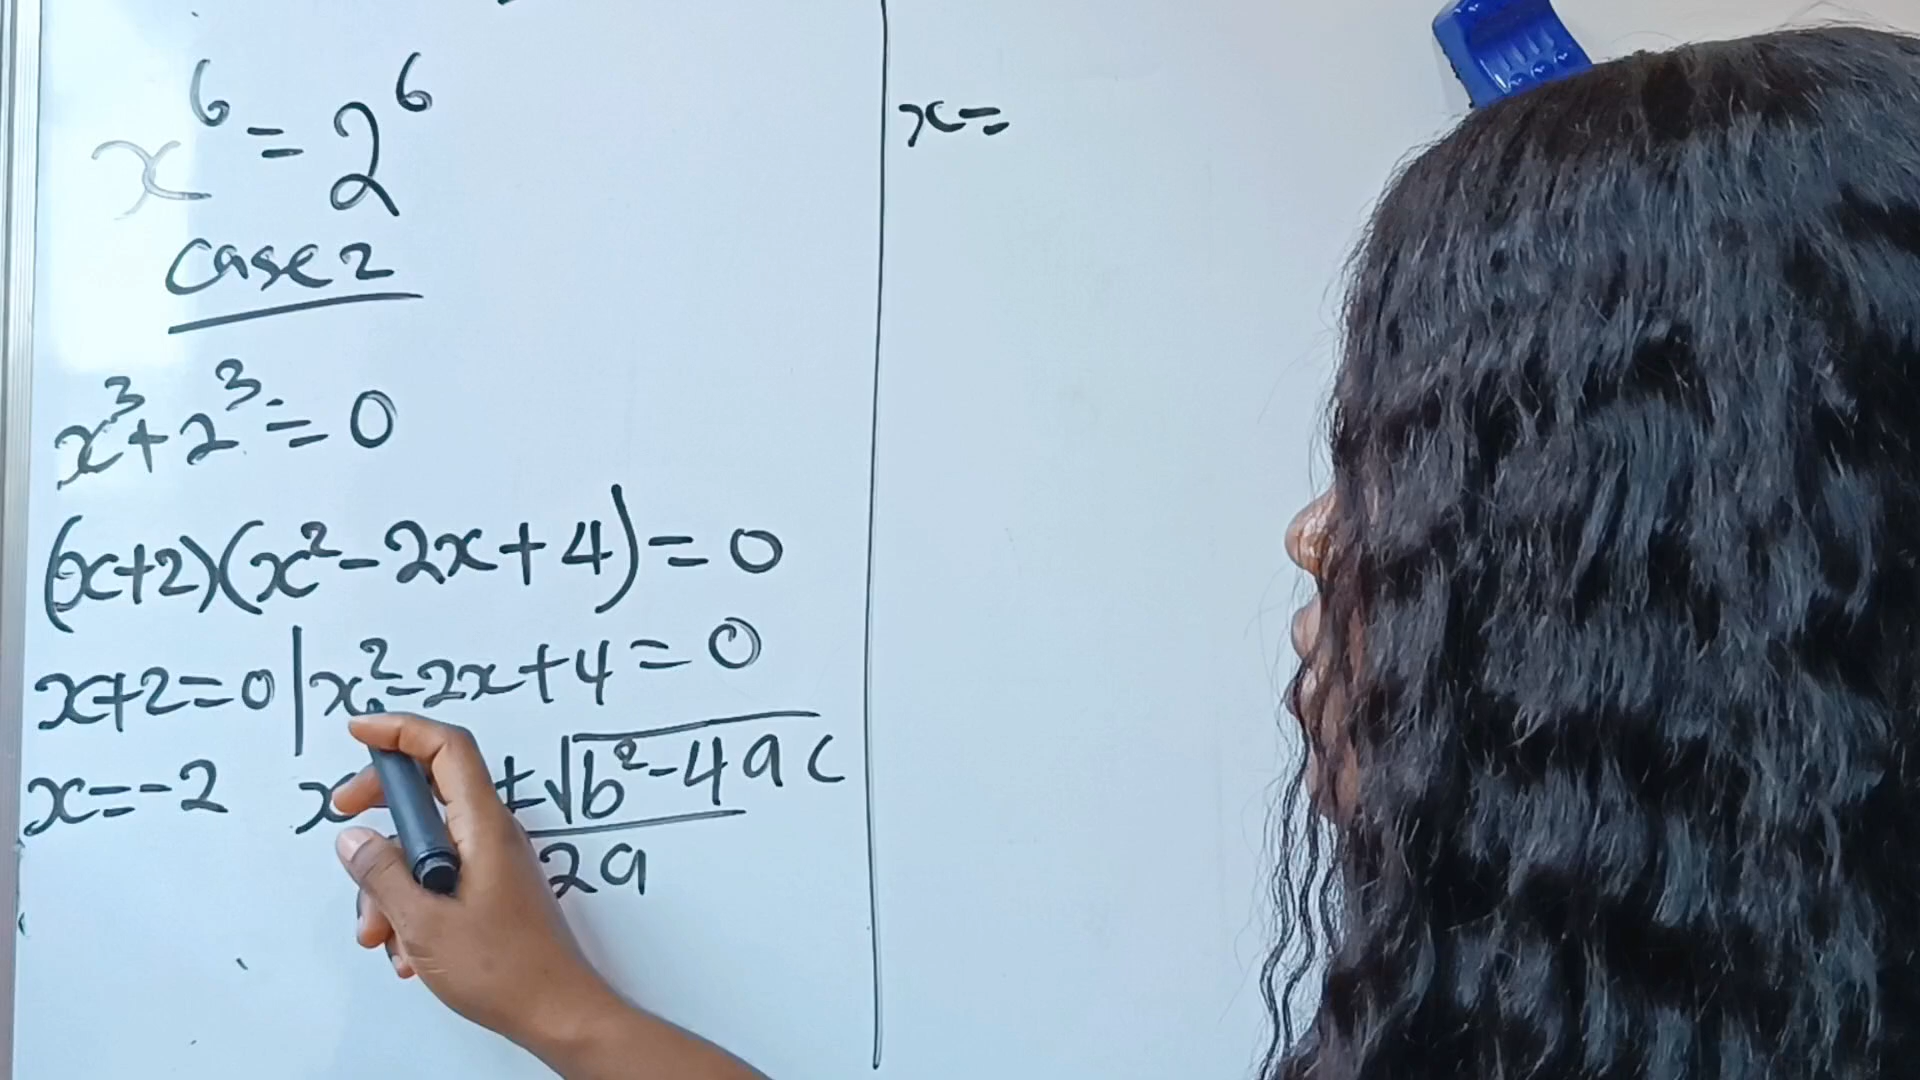 x⁶ = 2⁶
case 2
x³ + 2³ = 0
(x+2)(x² - 2x + 4) = 0
x+2=0 | x² - 2x + 4 = 0
x = -2 x ± √b² - 4ac
2a
x =